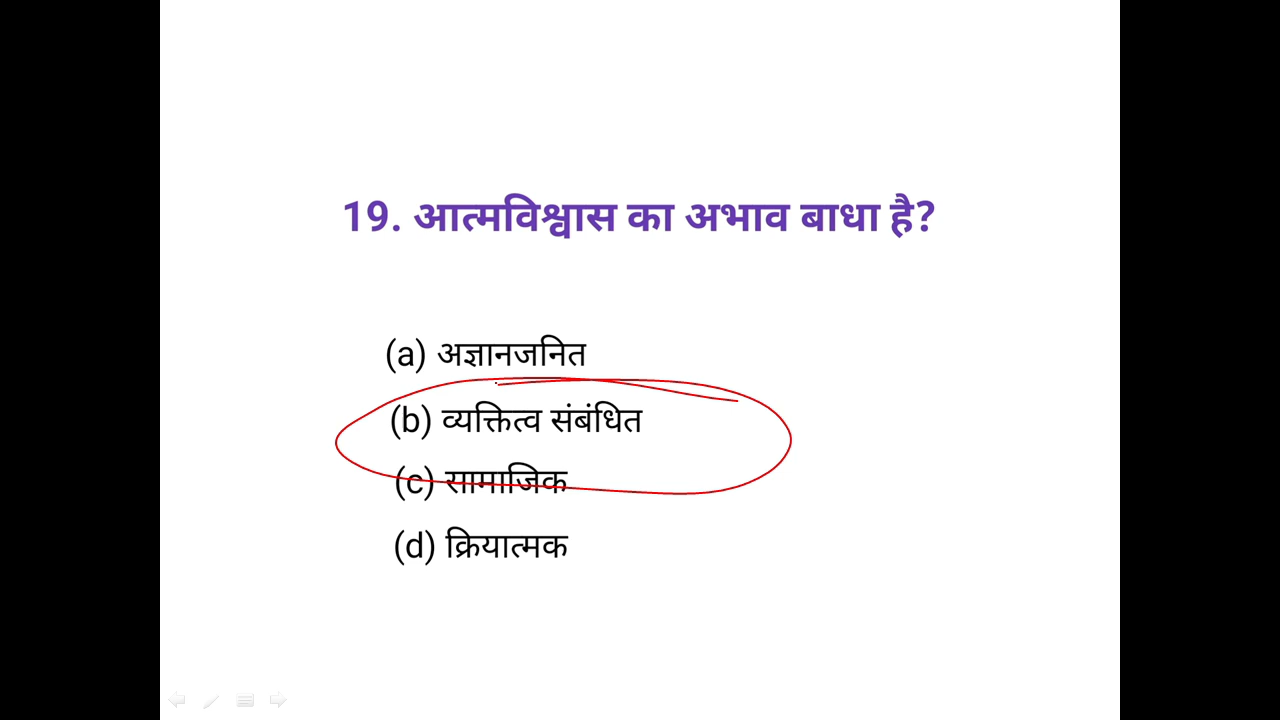 19. आत्मविश्वास का अभाव बाधा है?
(a) अज्ञानजनित
(b) व्यक्तित्व संबंधित
(c) सामाजिक
(d) क्रियात्मक